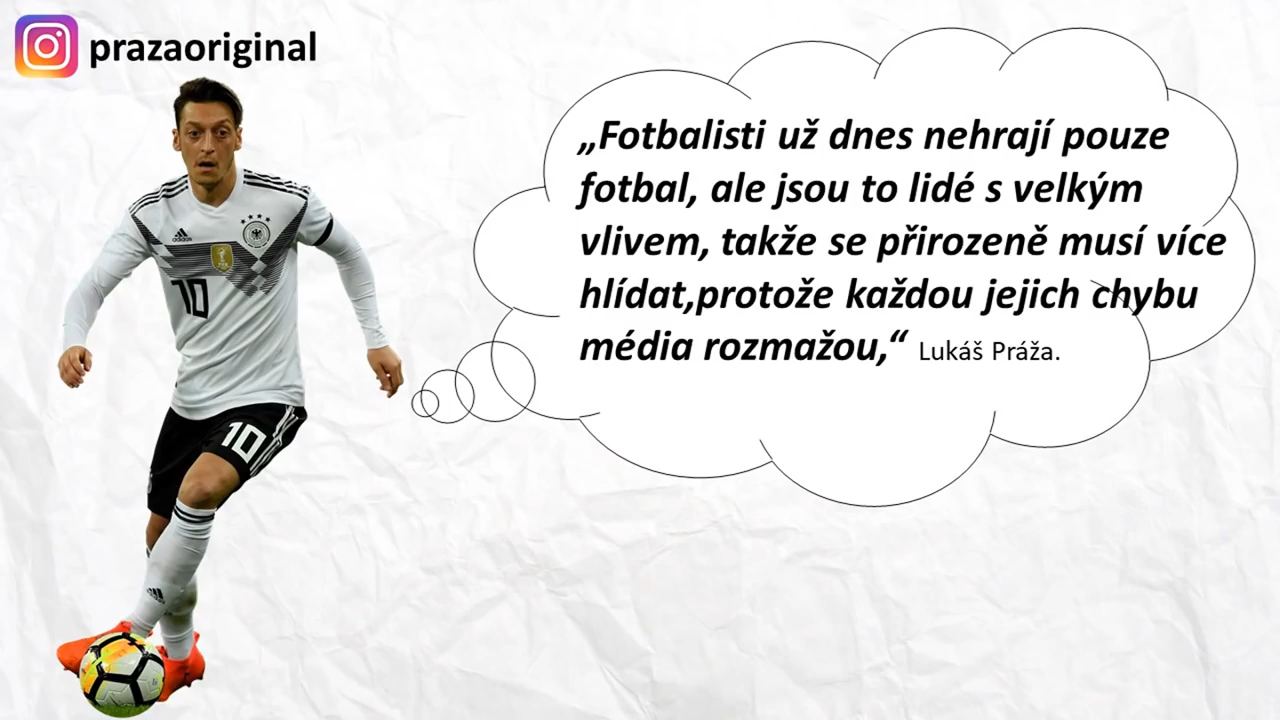 prazaoriginal
„Fotbalisti už dnes nehrají pouze
fotbal, ale jsou to lidé s velkým
vlivem, takže se přirozeně musí více
hlídat,protože každou jejich chybu
média rozmažou,“ Lukáš Práža.
adidas
10
10